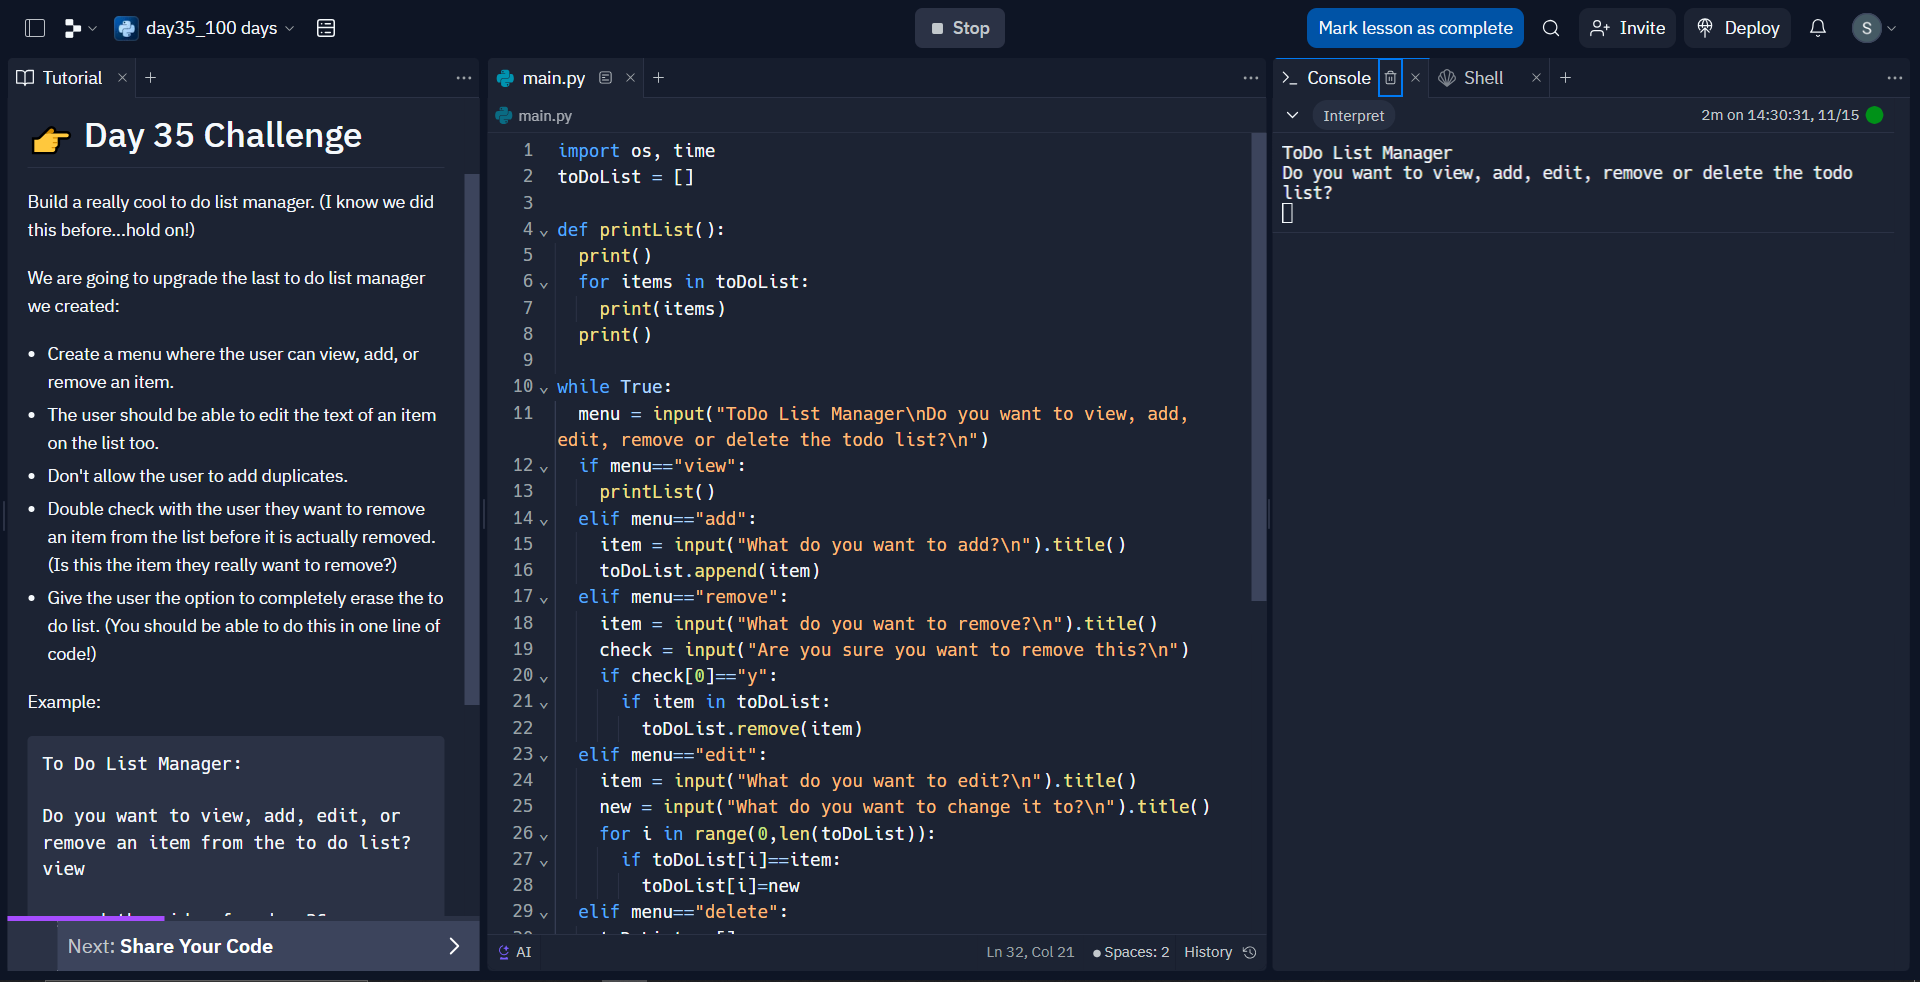 day35_100 days
Stop
Mark lesson as complete
Invite
Deploy
S
Tutorial
👉 Day 35 Challenge
Build a really cool to do list manager. (I know we did
this before...hold on!)
We are going to upgrade the last to do list manager
we created:
• Create a menu where the user can view, add, or
remove an item.
• The user should be able to edit the text of an item
on the list too.
• Don't allow the user to add duplicates.
• Double check with the user they want to remove
an item from the list before it is actually removed.
(Is this the item they really want to remove?)
• Give the user the option to completely erase the to
do list. (You should be able to do this in one line of
code!)
Example:
To Do List Manager:
Do you want to view, add, edit, or
remove an item from the to do list?
view
Next: Share Your Code
main.py
main.py
1 import os, time
2 toDoList = []
3
4 def printList():
5   print()
6   for items in toDoList:
7     print(items)
8   print()
9
10 while True:
11   menu = input("ToDo List Manager\nDo you want to view, add,
edit, remove or delete the todo list?\n")
12   if menu=="view":
13     printList()
14   elif menu=="add":
15     item = input("What do you want to add?\n").title()
16     toDoList.append(item)
17   elif menu=="remove":
18     item = input("What do you want to remove?\n").title()
19     check = input("Are you sure you want to remove this?\n")
20     if check[0]=="y":
21       if item in toDoList:
22         toDoList.remove(item)
23   elif menu=="edit":
24     item = input("What do you want to edit?\n").title()
25     new = input("What do you want to change it to?\n").title()
26     for i in range(0,len(toDoList)):
27       if toDoList[i]==item:
28         toDoList[i]=new
29   elif menu=="delete":
AI
Ln 32, Col 21
Spaces: 2
History
Console
Shell
Interpret
2m on 14:30:31, 11/15
ToDo List Manager
Do you want to view, add, edit, remove or delete the todo
list?